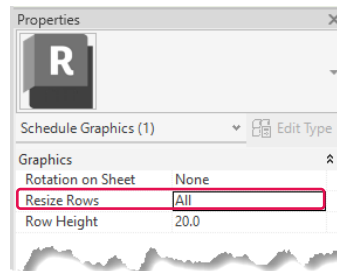 Properties
R
Schedule Graphics (1) Edit Type
Graphics
Rotation on Sheet None
Resize Rows All
Row Height 20.0